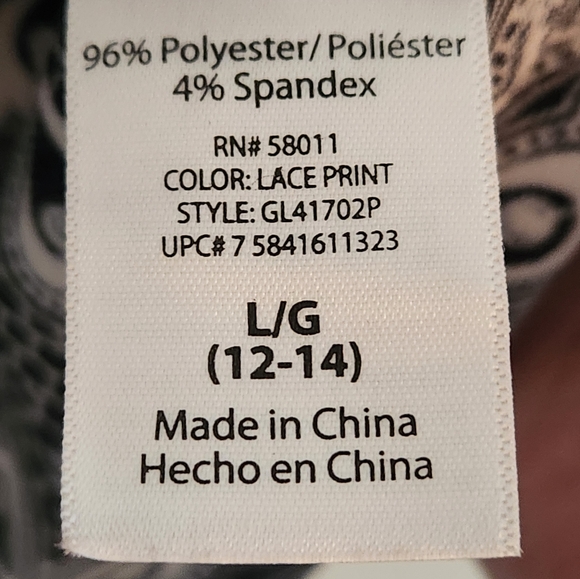 96% Polyester/Poliéster
4% Spandex
RN# 58011
COLOR: LACE PRINT
STYLE: GL41702P
UPC# 7 5841611323
L/G
(12-14)
Made in China
Hecho en China